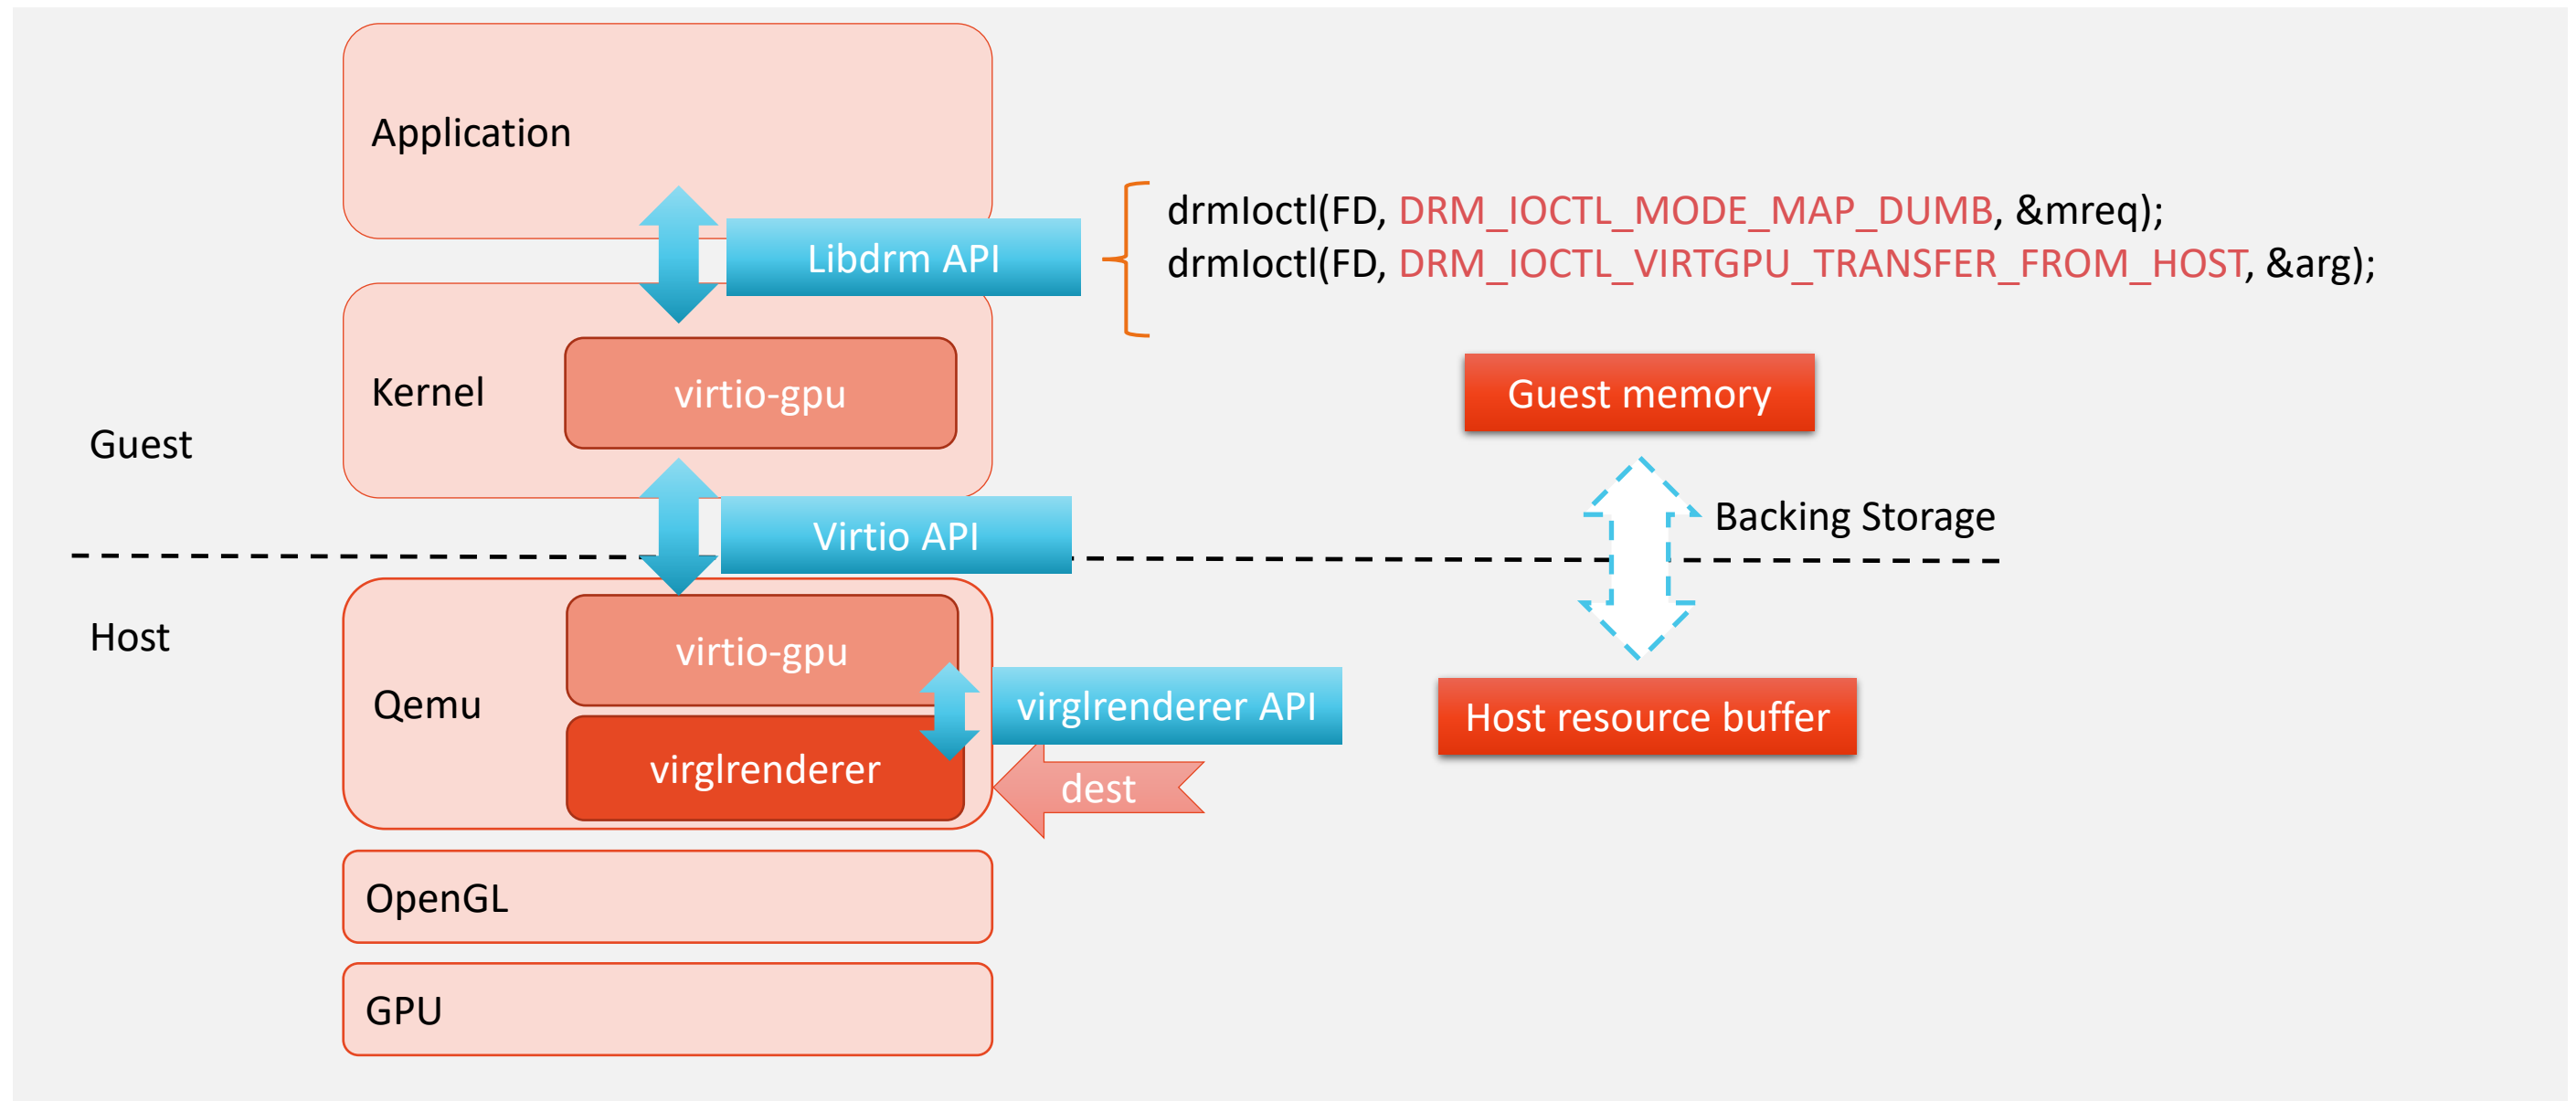 Application
Libdrm API
drmIoctl(FD, DRM_IOCTL_MODE_MAP_DUMB, &mreq);
drmIoctl(FD, DRM_IOCTL_VIRTGPU_TRANSFER_FROM_HOST, &arg);
Kernel
virtio-gpu
Guest memory
Guest
Virtio API
Backing Storage
Host
virtio-gpu
Qemu
virglrenderer API
Host resource buffer
virglrenderer
dest
OpenGL
GPU